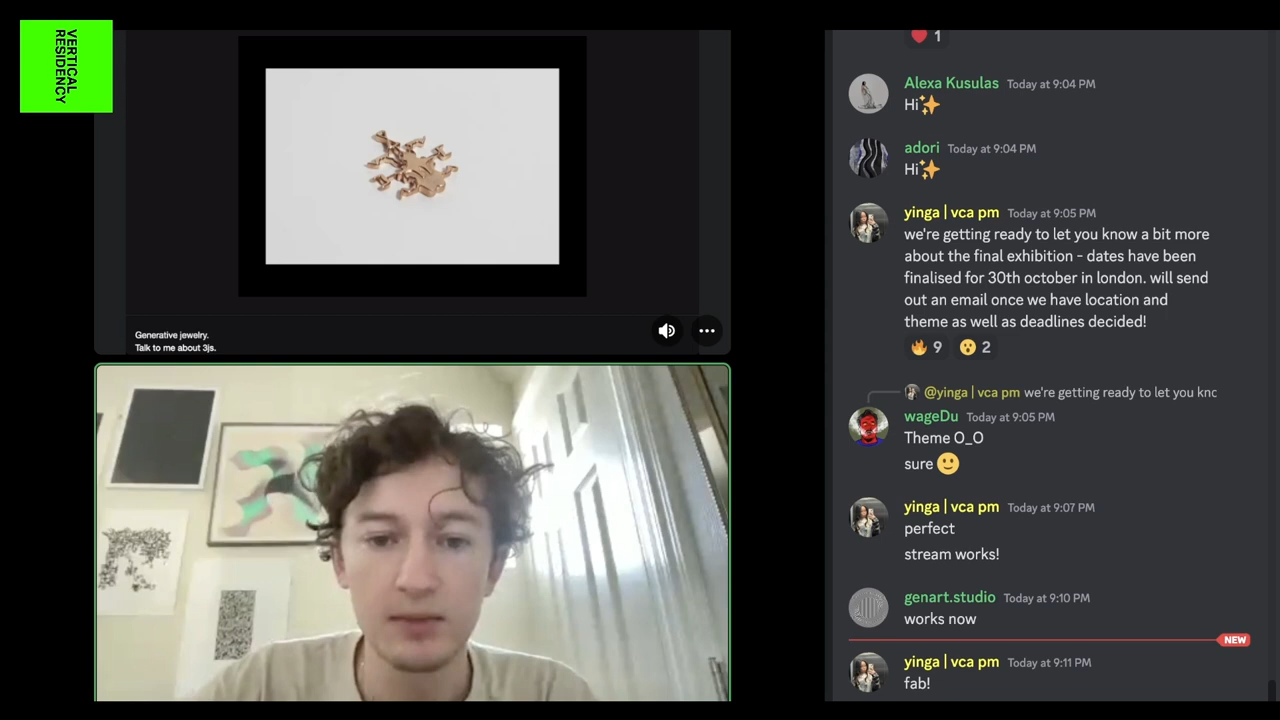 VERTICAL
RESIDENCY
Generative jewelry.
Talk to me about 3js.
1
Alexa Kusulas Today at 9:04 PM
Hi✨
adori Today at 9:04 PM
Hi✨
yinga | vca pm Today at 9:05 PM
we're getting ready to let you know a bit more
about the final exhibition - dates have been
finalised for 30th october in london. will send
out an email once we have location and
theme as well as deadlines decided!
🔥 9 😮 2
@yinga | vca pm we're getting ready to let you knc
wageDu Today at 9:05 PM
Theme O_O
sure 🙂
yinga | vca pm Today at 9:07 PM
perfect
stream works!
genart.studio Today at 9:10 PM
works now
NEW
yinga | vca pm Today at 9:11 PM
fab!